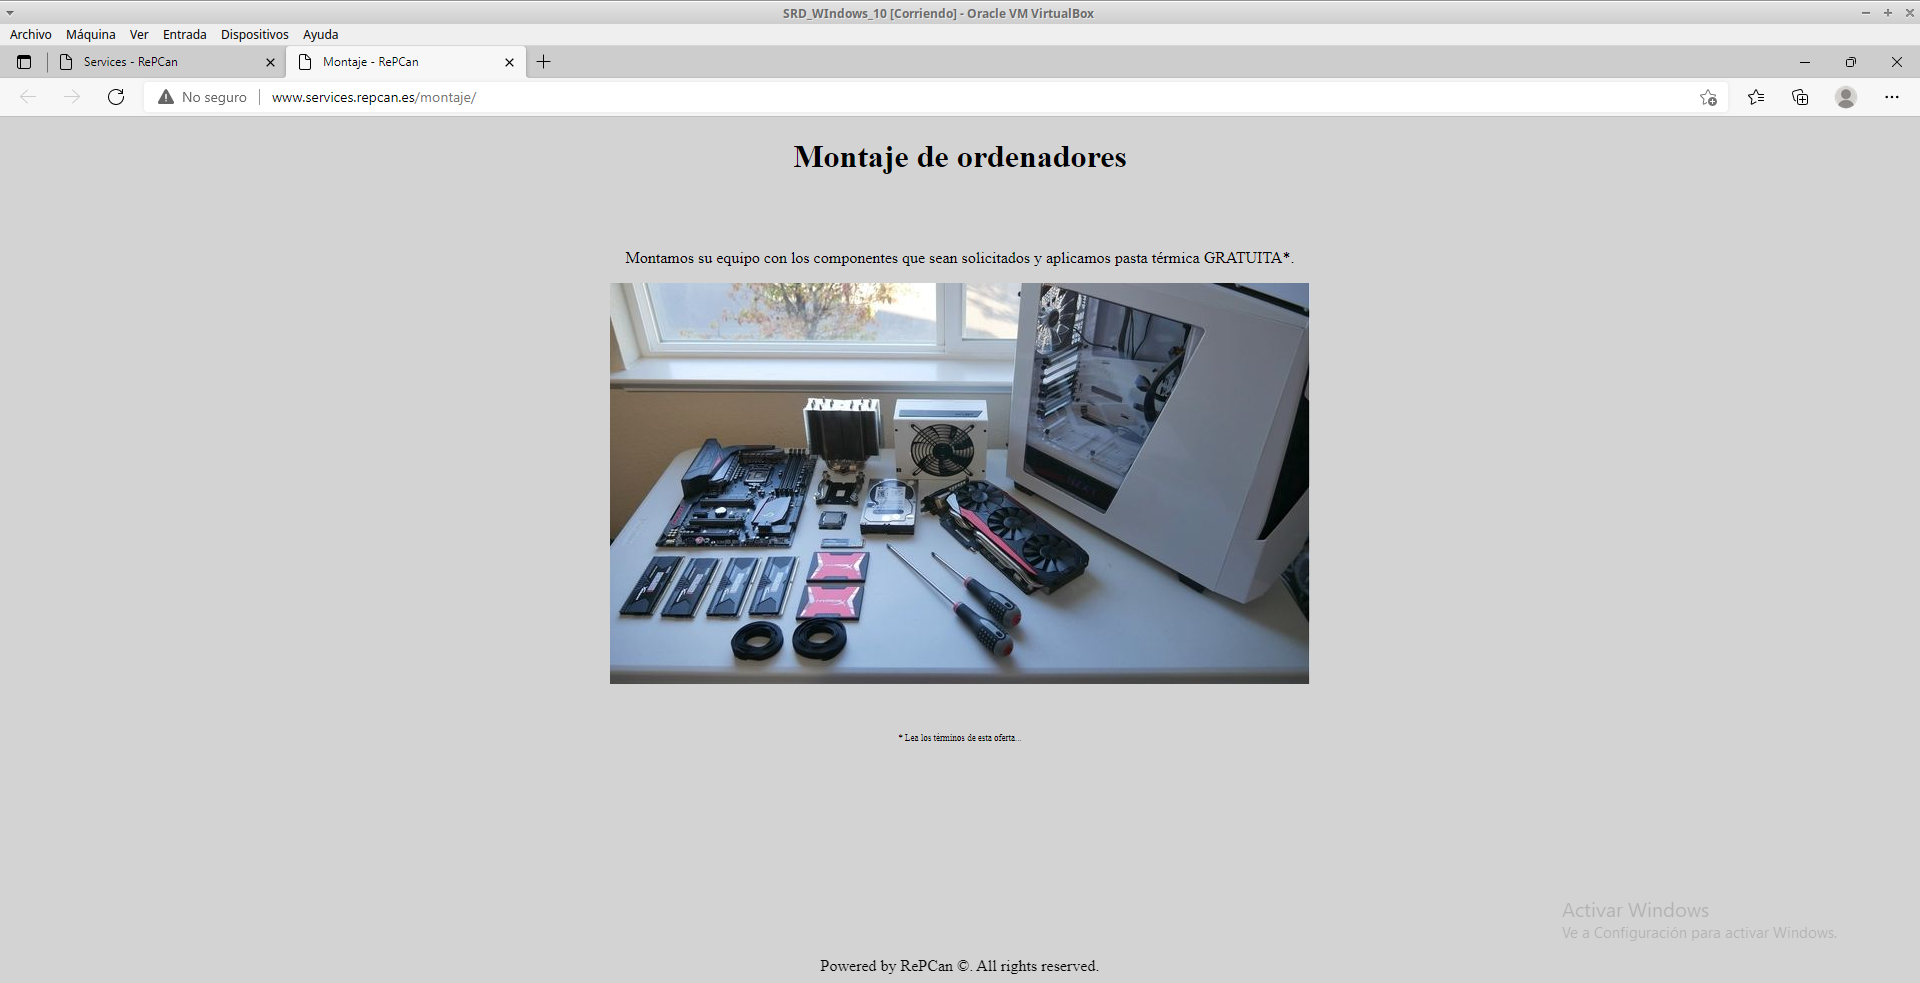 SRD_WIndows_10 [Corriendo] - Oracle VM VirtualBox
Archivo Máquina Ver Entrada Dispositivos Ayuda
Services - RePCan
Montaje - RePCan
No seguro
www.services.repcan.es/montaje/
Montaje de ordenadores
Montamos su equipo con los componentes que sean solicitados y aplicamos pasta térmica GRATUITA*.
* Lea los términos de esta oferta...
Activar Windows
Ve a Configuración para activar Windows.
Powered by RePCan ©. All rights reserved.